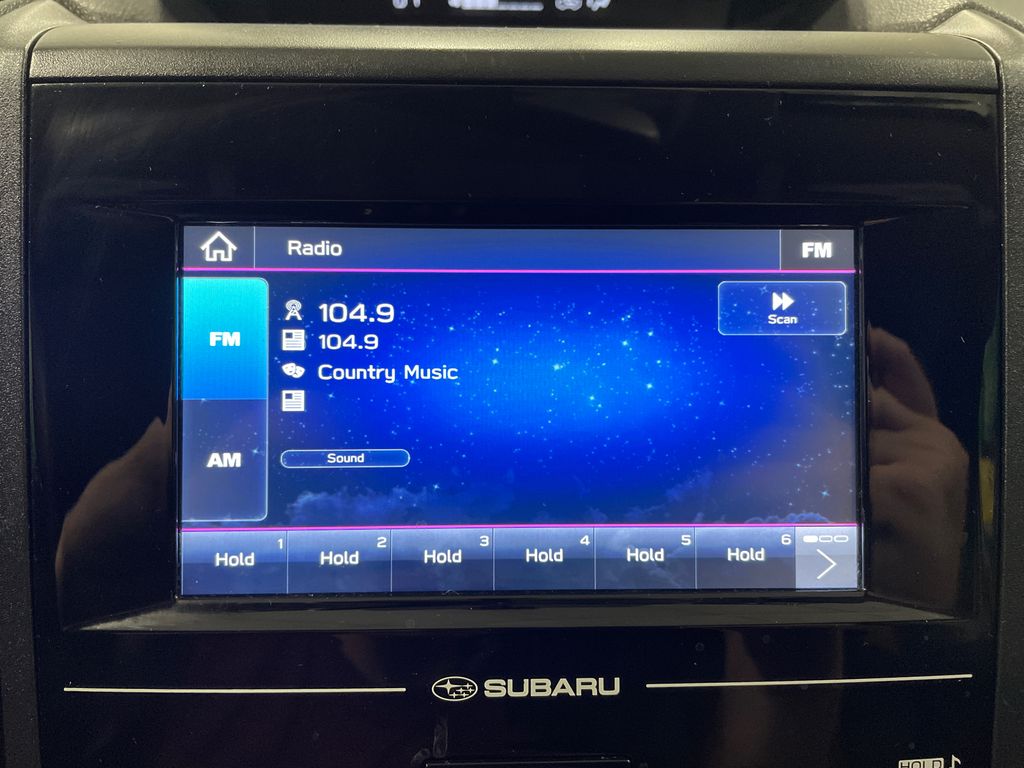 Radio
FM
FM
104.9
Scan
104.9
Country Music
AM
Sound
1 2 3 4 5 6
Hold Hold Hold Hold Hold Hold
SUBARU
HOLD